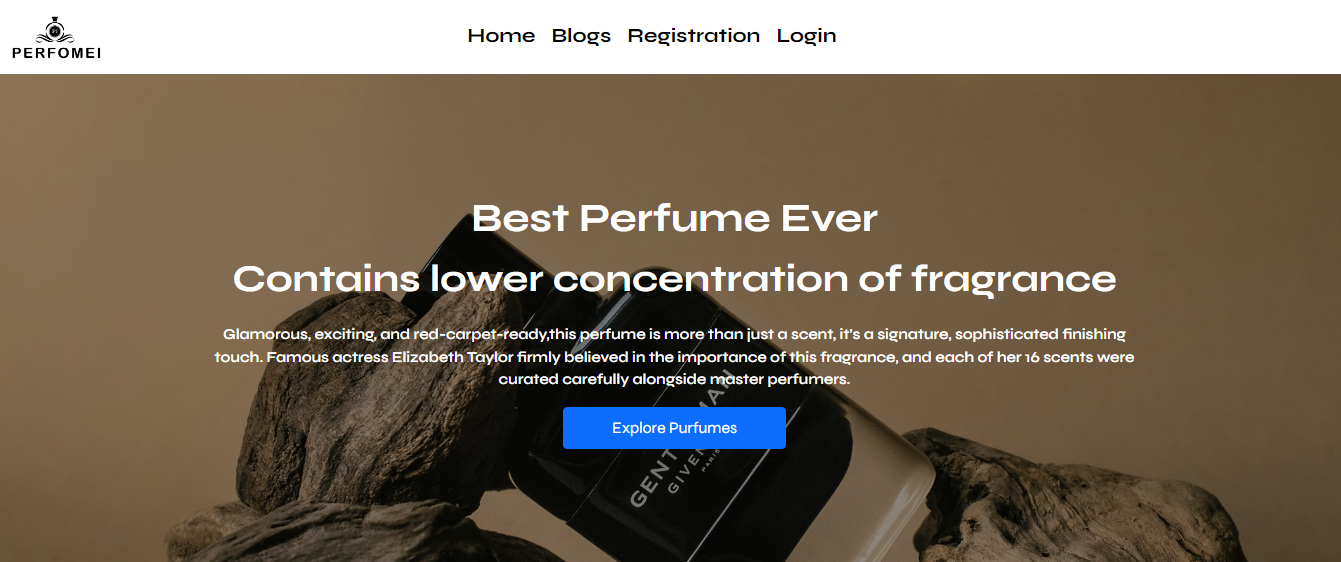 PERFOMEI
Home Blogs Registration Login
Best Perfume Ever
Contains lower concentration of fragrance
Glamorous, exciting, and red-carpet-ready,this perfume is more than just a scent, it's a signature, sophisticated finishing
touch. Famous actress Elizabeth Taylor firmly believed in the importance of this fragrance, and each of her 16 scents were
curated carefully alongside master perfumers.
Explore Purfumes
GENT MAN
GIVEN
PARIS